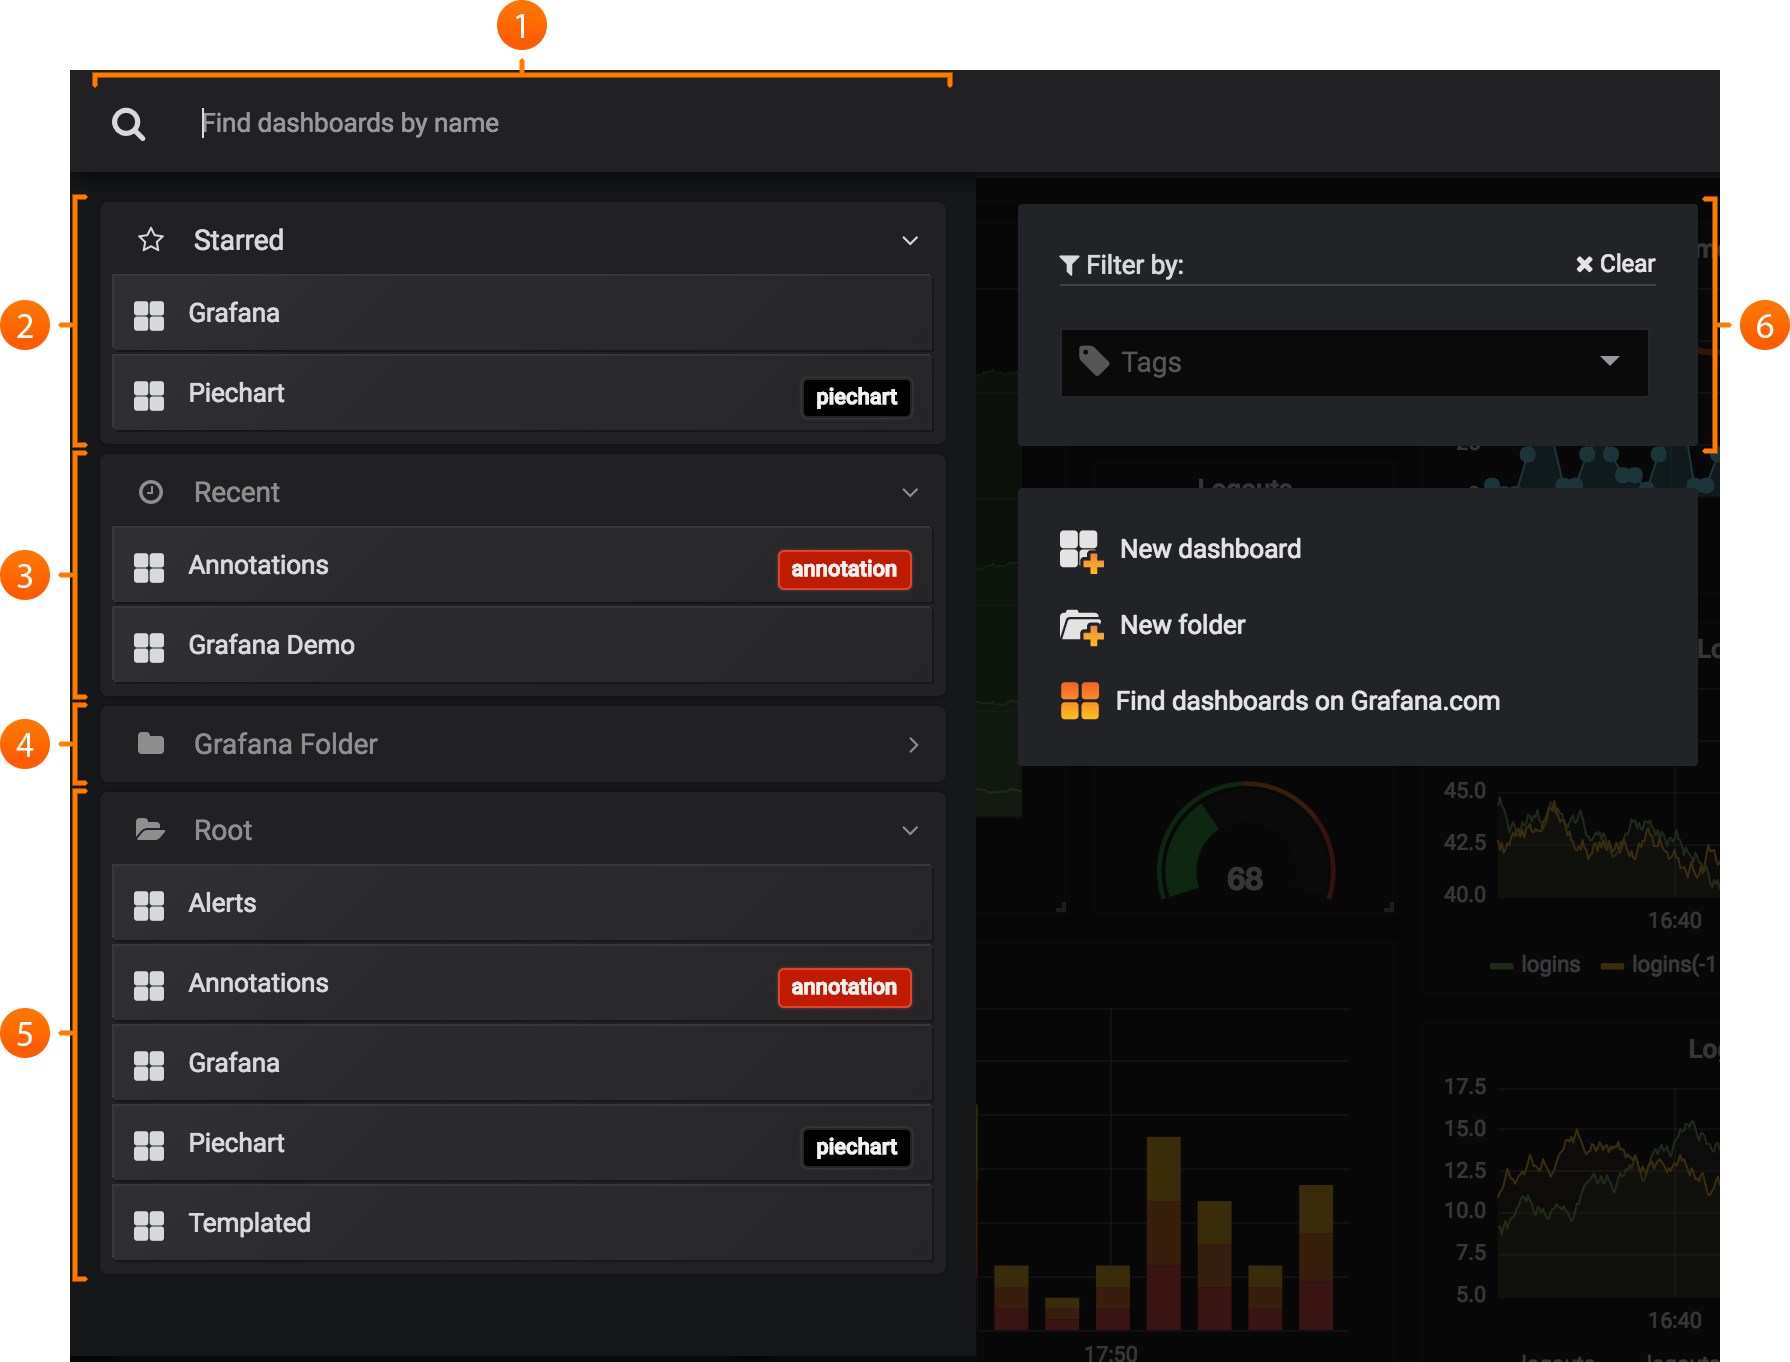 1
Find dashboards by name
2
Starred
Grafana
Piechart
piechart
3
Recent
Annotations
annotation
Grafana Demo
4
Grafana Folder
5
Root
Alerts
Annotations
annotation
Grafana
Piechart
piechart
Templated
6
Filter by:
Clear
Tags
Logouts
New dashboard
New folder
Find dashboards on Grafana.com
68
45.0
42.5
40.0
16:40
logins
logins(-1
17.5
15.0
12.5
10.0
7.5
5.0
16:40
17:50